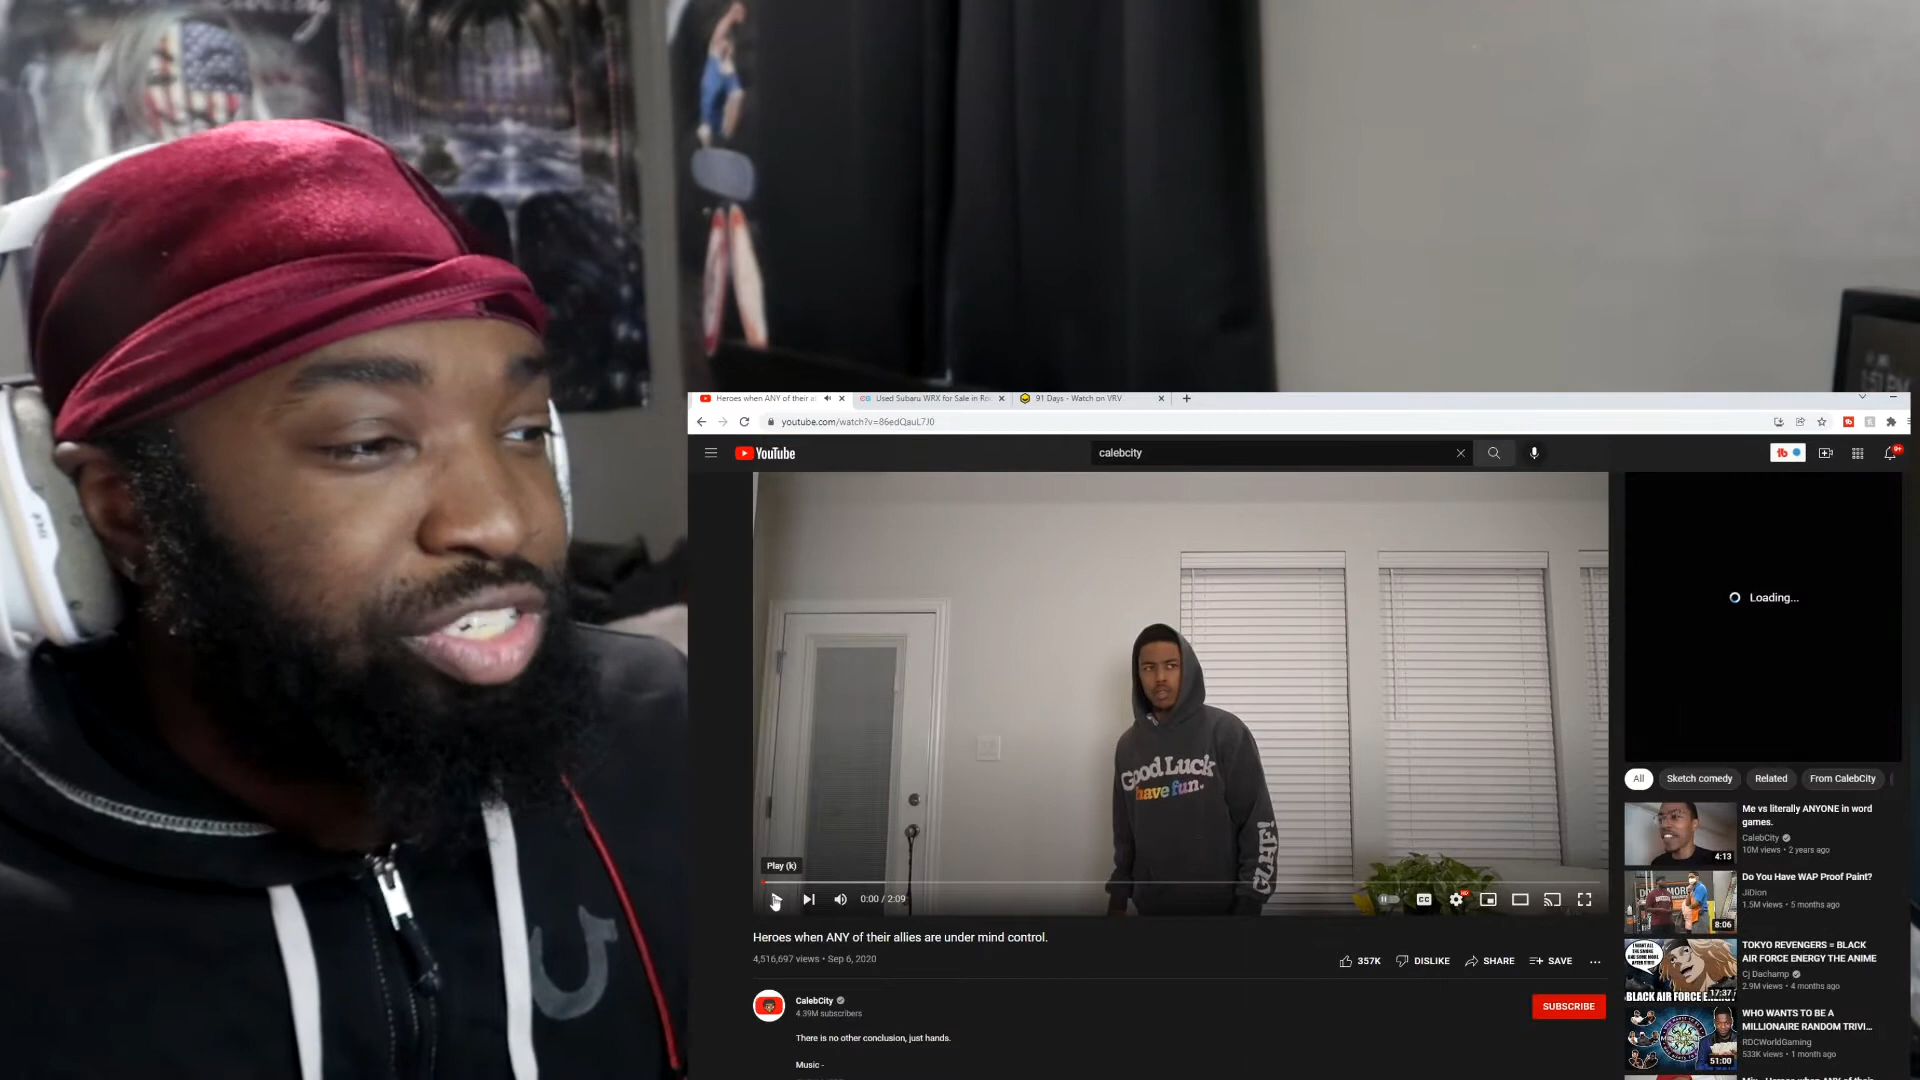 Heroes when ANY of their al
Used Subaru WRX for Sale in Ro
91 Days - Watch on VRV
youtube.com/watch?v=86edQauL7J0
YouTube
calebcity
9+
Loading...
Good Luck
have fun.
GLHF!
Play (k)
0:00 / 2:09
CC
HD
Heroes when ANY of their allies are under mind control.
4,516,697 views • Sep 6, 2020
357K
DISLIKE
SHARE
SAVE
CalebCity
4.39M subscribers
SUBSCRIBE
There is no other conclusion, just hands.
Music -
All
Sketch comedy
Related
From CalebCity
Me vs literally ANYONE in word
games.
CalebCity
10M views • 2 years ago
4:13
Do You Have WAP Proof Paint?
JiDion
1.5M views • 5 months ago
8:06
TOKYO REVENGERS = BLACK
AIR FORCE ENERGY THE ANIME
Cj Dachamp
2.9M views • 4 months ago
17:37
BLACK AIR FORCE
WHO WANTS TO BE A
MILLIONAIRE RANDOM TRIVI...
RDCWorldGaming
533K views • 1 month ago
51:00